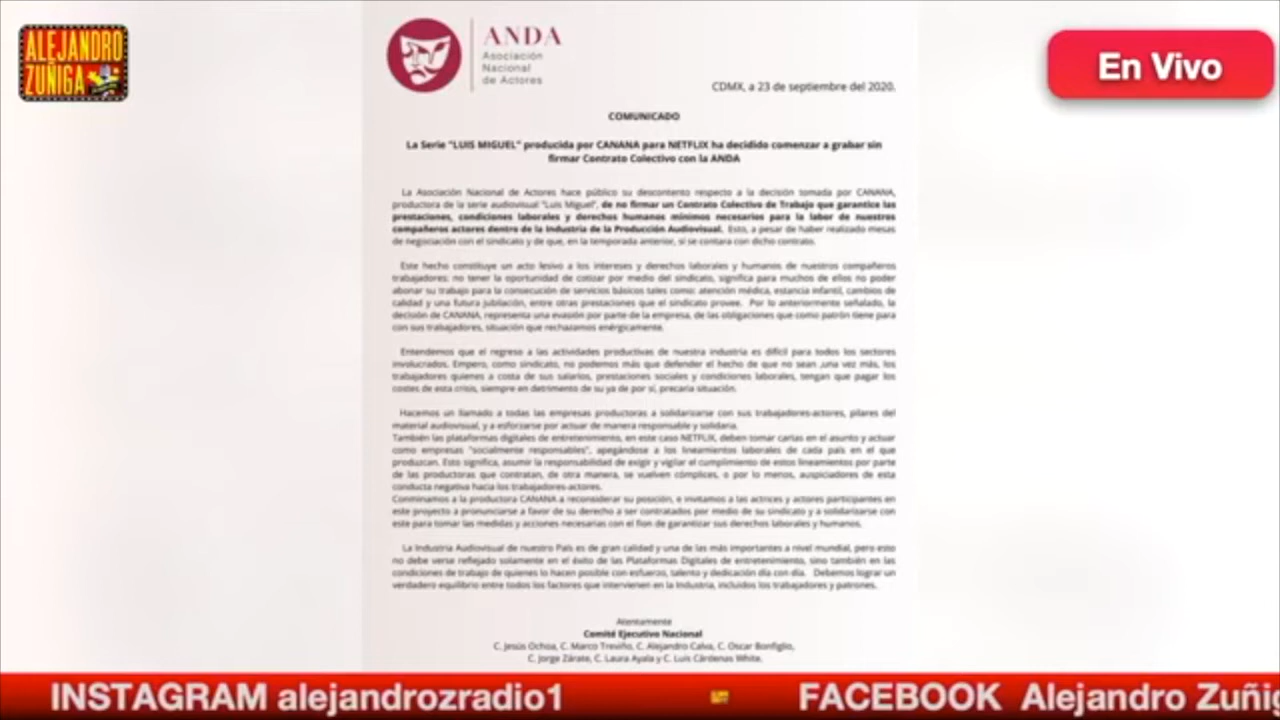 ALEJANDRO
ZUÑIGA
ANDA
Asociación
Nacional
de Actores
En Vivo
CDMX, a 23 de septiembre del 2020.
COMUNICADO
La Serie "LUIS MIGUEL" producida por CANANA para NETFLIX ha decidido comenzar a grabar sin
firmar Contrato Colectivo con la ANDA
La Asociación Nacional de Actores hace público su descontento respecto a la decisión tomada por CANANA,
productora de la serie audiovisual "Luis Miguel", de no firmar un Contrato Colectivo de Trabajo que garantice las
prestaciones, condiciones laborales y derechos humanos mínimos necesarios para la labor de nuestros
compañeros actores dentro de la Industria de la Producción Audiovisual. Esto, a pesar de haber realizado mesas
de negociación con el sindicato y de que, en la temporada anterior, si se contara con dicho contrato.
Este hecho constituye un acto lesivo a los intereses y derechos laborales y humanos de nuestros compañeros
trabajadores: no tener la oportunidad de cotizar por medio del sindicato, significa para muchos de ellos no poder
abonar su trabajo para la consecución de servicios básicos tales como: atención médica, estancia infantil, cambios de
calidad y una futura jubilación, entre otras prestaciones que el sindicato provee. Por lo anteriormente señalado, la
decisión de CANANA, representa una evasión por parte de la empresa, de las obligaciones que como patrón tiene para
con sus trabajadores, situación que rechazamos enérgicamente.
Entendemos que el regreso a las actividades productivas de nuestra industria es difícil para todos los sectores
involucrados. Empero, como sindicato, no podemos más que defender el hecho de que no sean ,una vez más, los
trabajadores quienes a costa de sus salarios, prestaciones sociales y condiciones laborales, tengan que pagar los
costes de esta crisis, siempre en detrimento de su ya de por sí, precaria situación.
Hacemos un llamado a todas las empresas productoras a solidarizarse con sus trabajadores-actores, pilares del
material audiovisual, y a esforzarse por actuar de manera responsable y solidaria.
También las plataformas digitales de entretenimiento, en este caso NETFLIX, deben tomar cartas en el asunto y actuar
como empresas "socialmente responsables", apegándose a los lineamientos laborales de cada país en el que
produzcan. Esto significa, asumir la responsabilidad de exigir y vigilar el cumplimiento de estos lineamientos por parte
de las productoras que contratan, de otra manera, se vuelven cómplices, o por lo menos, auspiciadores de esta
conducta negativa hacia los trabajadores-actores.
Conminamos a la productora CANANA a reconsiderar su posición, e invitamos a las actrices y actores participantes en
este proyecto a pronunciarse a favor de su derecho a ser contratados por medio de su sindicato y a solidarizarse con
este para tomar las medidas y acciones necesarias con el fion de garantizar sus derechos laborales y humanos.
La Industria Audiovisual de nuestro País es de gran calidad y una de las más importantes a nivel mundial, pero esto
no debe verse reflejado solamente en el éxito de las Plataformas Digitales de entretenimiento, sino también en las
condiciones de trabajo de quienes lo hacen posible con esfuerzo, talento y dedicación día con día. Debemos lograr un
verdadero equilibrio entre todos los factores que intervienen en la Industria, incluidos los trabajadores y patrones.
Atentamente
Comité Ejecutivo Nacional
C. Jesús Ochoa, C. Marco Treviño, C. Alejandro Calva, C. Oscar Bonfiglio,
C. Jorge Zárate, C. Laura Ayala y C. Luis Cárdenas White.
INSTAGRAM alejandrozradio1 FACEBOOK Alejandro Zuñig